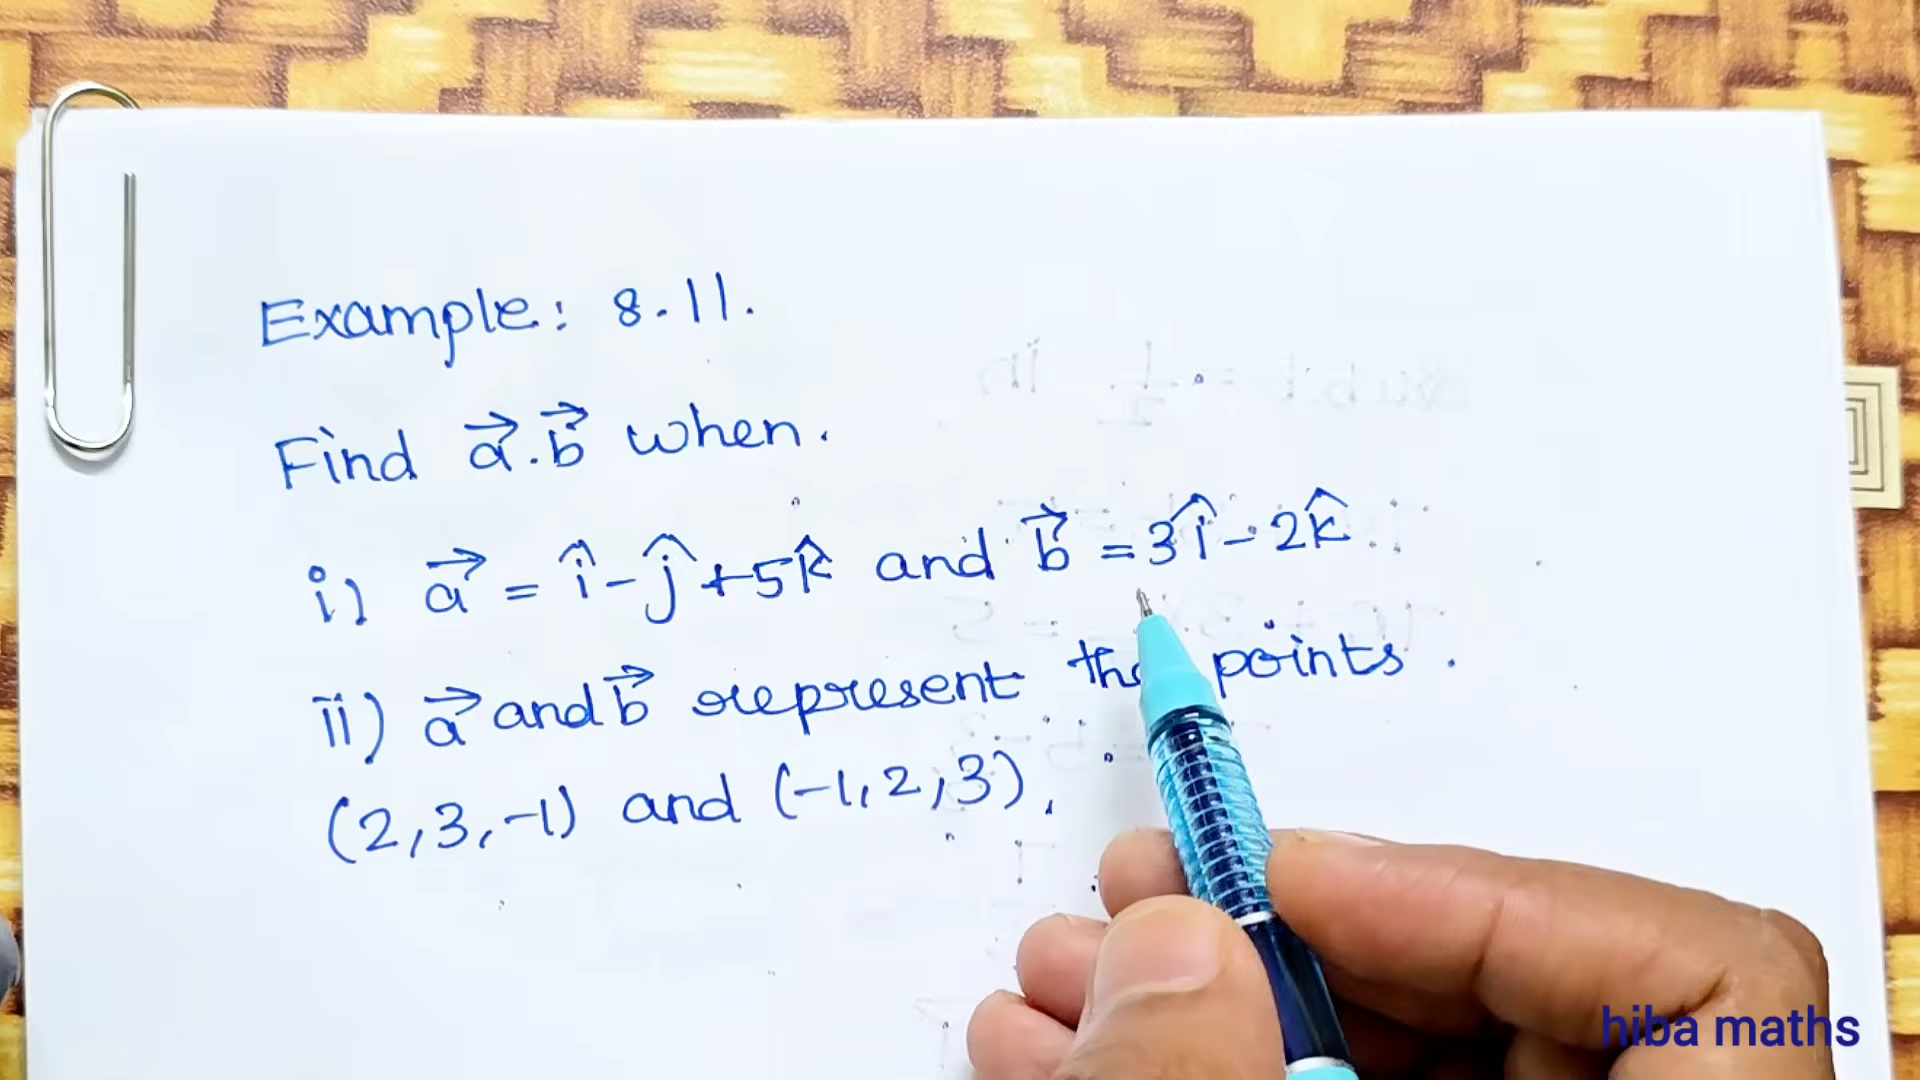 Example: 8.11.
Find a⃗.b⃗ when.
i) a⃗ = î - ĵ + 5k̂ and b⃗ = 3î - 2k̂
ii) a⃗ and b⃗ represent the points.
(2,3,-1) and (-1,2,3).
hiba maths